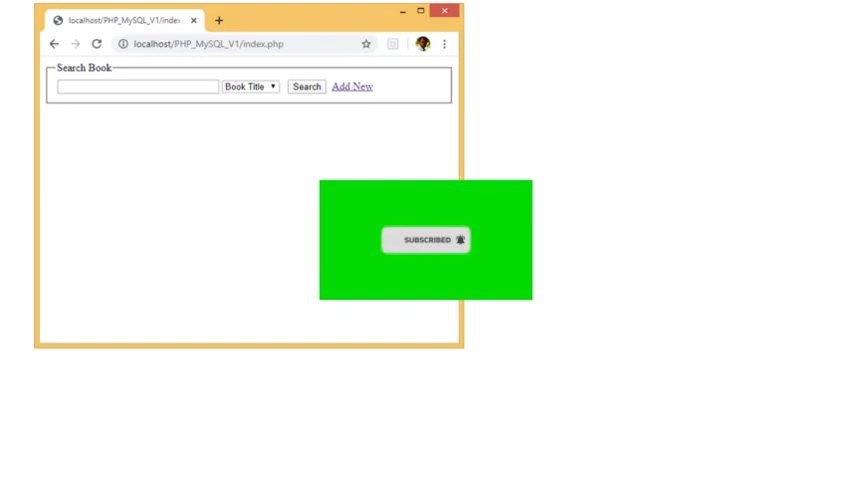 localhost/PHP_MySQL_V1/index
localhost/PHP_MySQL_V1/index.php
Search Book
Book Title
Search
Add New
SUBSCRIBED